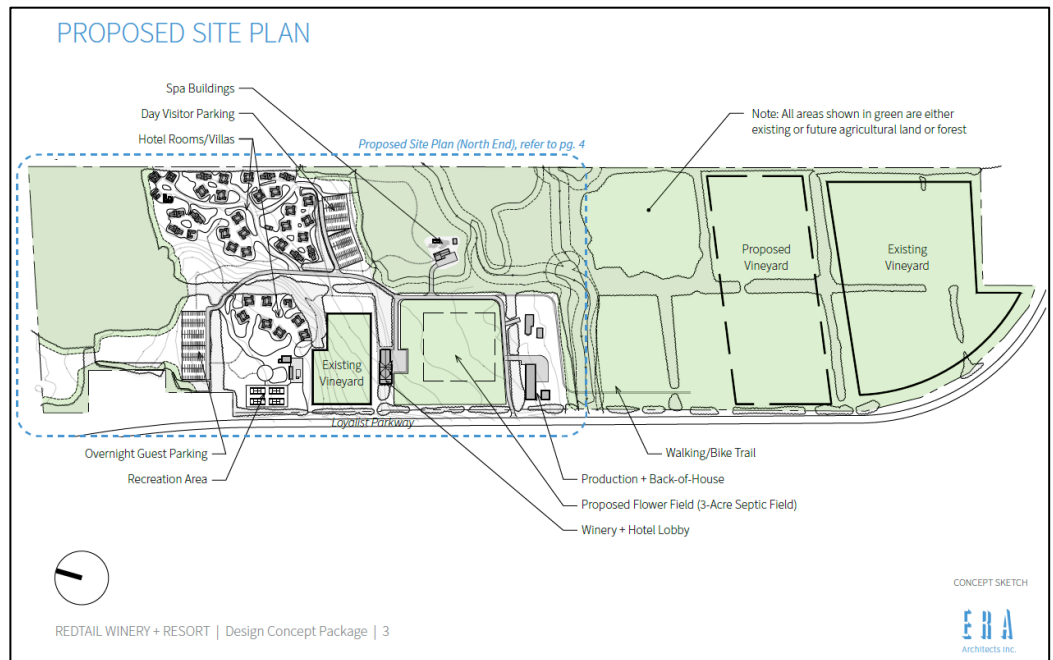 PROPOSED SITE PLAN
Spa Buildings
Day Visitor Parking
Hotel Rooms/Villas
Proposed Site Plan (North End), refer to pg. 4
Note: All areas shown in green are either
existing or future agricultural land or forest
Proposed
Vineyard
Existing
Vineyard
Existing
Vineyard
Loyalist Parkway
Overnight Guest Parking
Recreation Area
Walking/Bike Trail
Production + Back-of-House
Proposed Flower Field (3-Acre Septic Field)
Winery + Hotel Lobby
CONCEPT SKETCH
REDTAIL WINERY + RESORT | Design Concept Package | 3
ERA
Architects Inc.